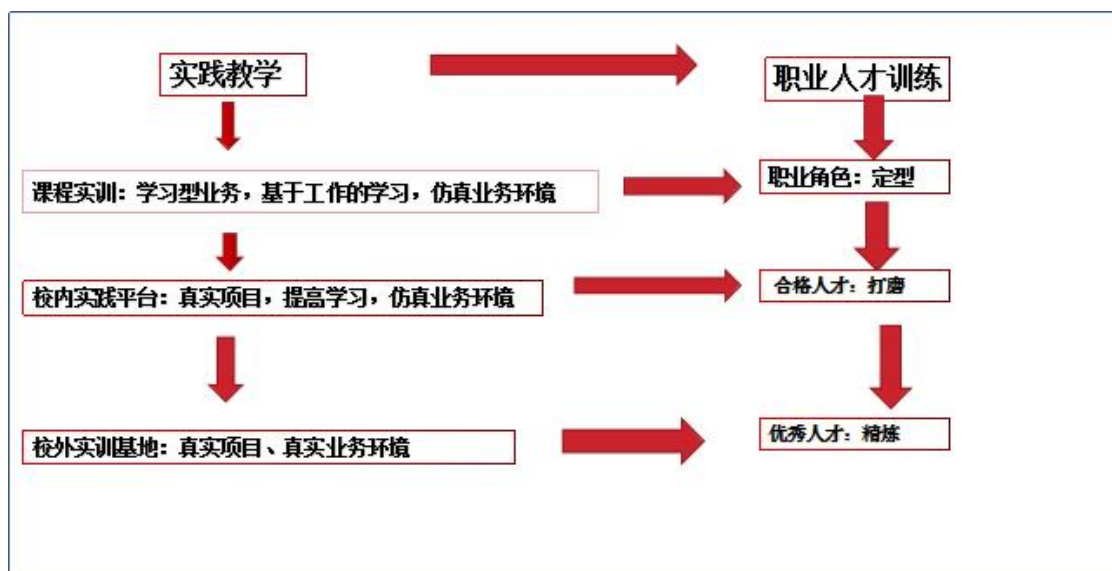 实践教学
职业人才训练
课程实训：学习型业务，基于工作的学习，仿真业务环境
职业角色：定型
校内实践平台：真实项目，提高学习，仿真业务环境
合格人才：打磨
校外实训基地：真实项目、真实业务环境
优秀人才：精炼